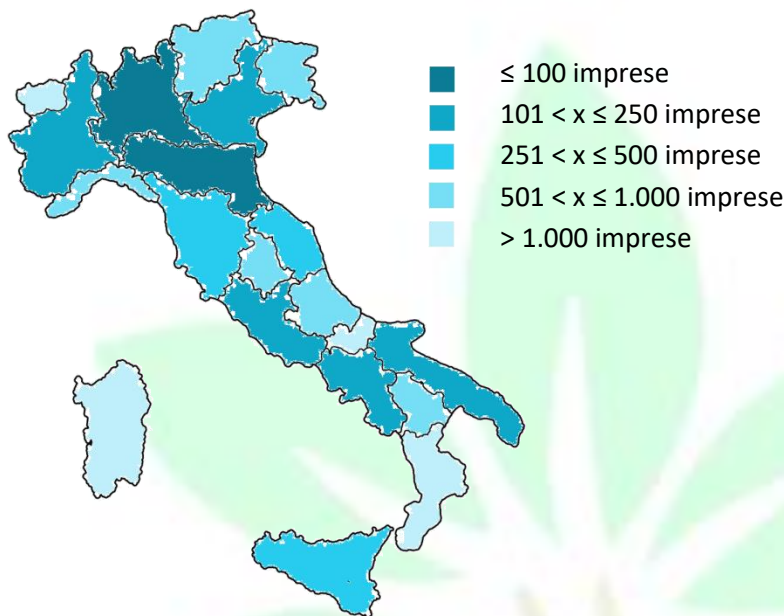 ≤ 100 imprese
101 < x ≤ 250 imprese
251 < x ≤ 500 imprese
501 < x ≤ 1.000 imprese
> 1.000 imprese